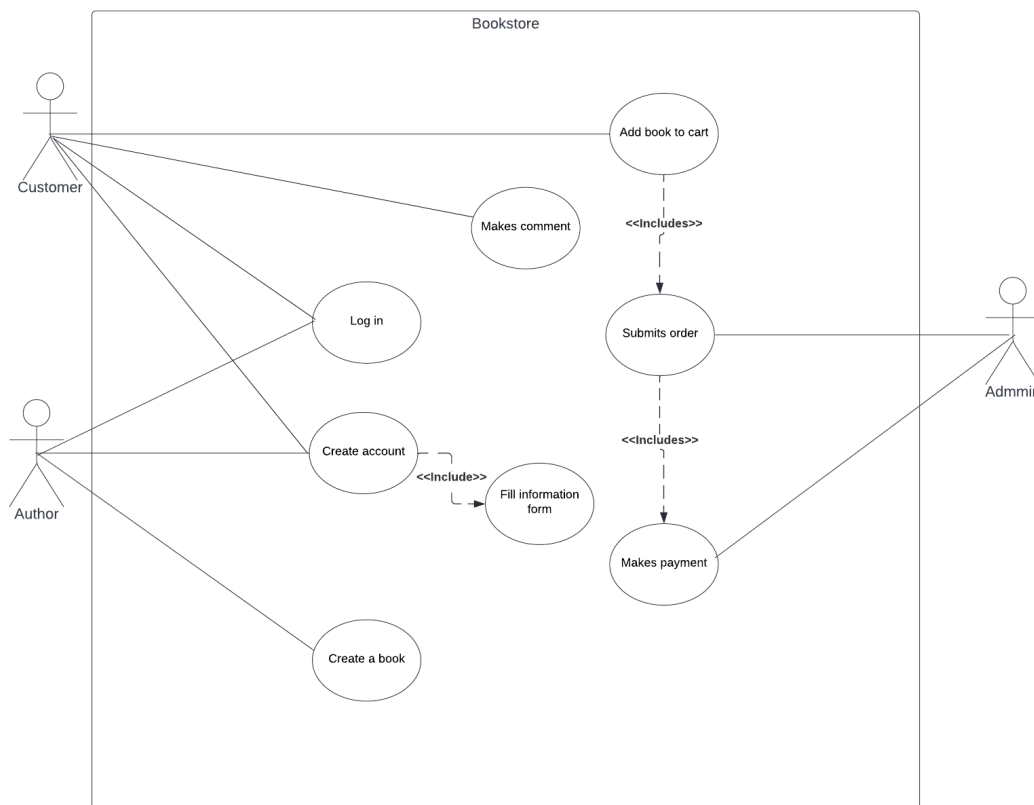 Bookstore
Add book to cart
Customer
<<Includes>>
Makes comment
Log in
Submits order
Admmin
<<Includes>>
Create account
<<Include>>
Fill information
form
Author
Makes payment
Create a book